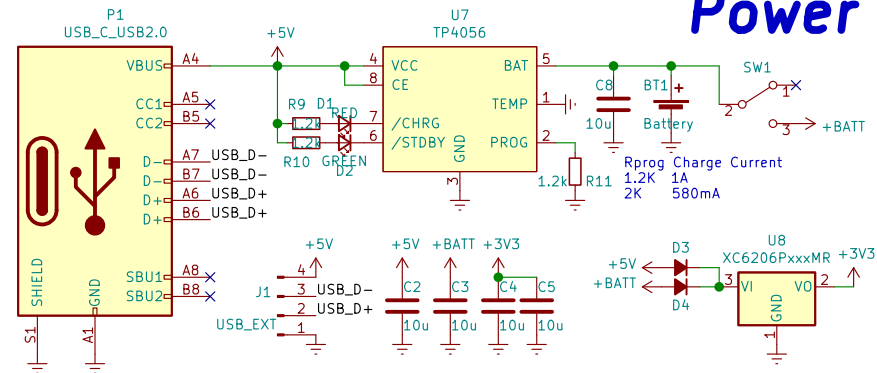 Power
P1
USB_C_USB2.0
VBUS
A4
CC1
A5
CC2
B5
D-
A7
USB_D-
D-
B7
USB_D-
D+
A6
USB_D+
D+
B6
USB_D+
SBU1
A8
SBU2
B8
SHIELD
GND
S1
A1
+5V
R9
1.2k
D1
RED
1.2k
R10
GREEN
D2
U7
TP4056
4
VCC
8
CE
7
/CHRG
6
/STDBY
BAT
5
TEMP
1
PROG
2
GND
3
1.2k
R11
C8
10u
BT1
+
Battery
SW1
1
2
3
+BATT
Rprog Charge Current
1.2K 1A
2K 580mA
+5V
J1
4
3
USB_D-
2
USB_D+
USB_EXT
1
+5V
C2
10u
+BATT
C3
10u
+3V3
C4
10u
C5
10u
D3
+5V
+BATT
D4
U8
XC6206PxxxMR
3
VI
VO
2
GND
1
+3V3